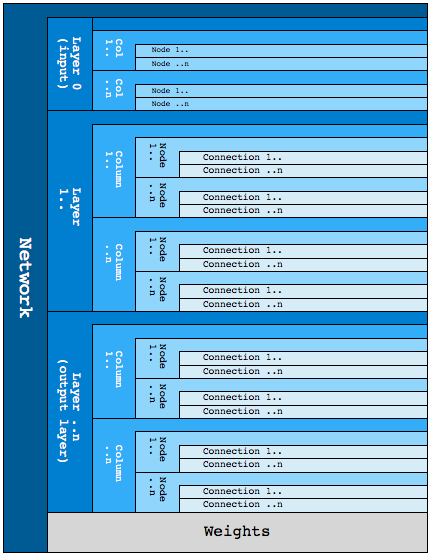 Network
Layer 0
(input)
Col
1..
Node 1..
Node ..n
Col
..n
Node 1..
Node ..n
Layer
1..
Column
1..
Node
1..
Connection 1..
Connection ..n
Node
..n
Connection 1..
Connection ..n
Column
..n
Node
1..
Connection 1..
Connection ..n
Node
..n
Connection 1..
Connection ..n
Layer ..n
(output layer)
Column
1..
Node
1..
Connection 1..
Connection ..n
Node
..n
Connection 1..
Connection ..n
Column
..n
Node
1..
Connection 1..
Connection ..n
Node
..n
Connection 1..
Connection ..n
Weights